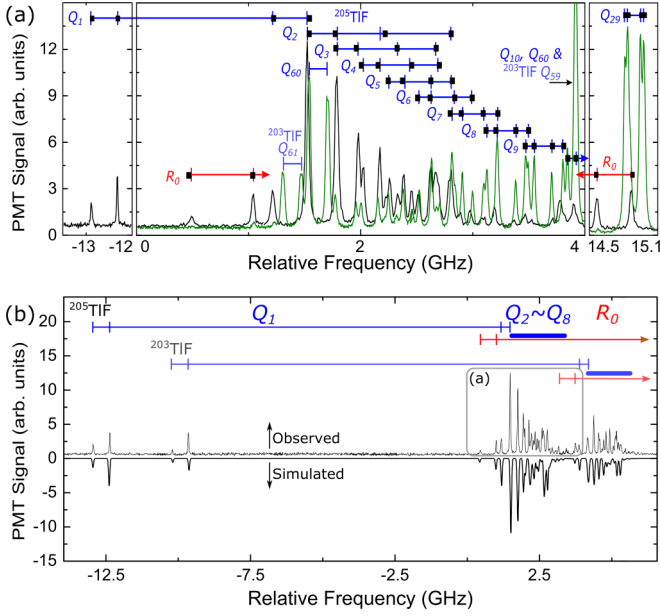 (a)
Q1
205TlF
Q2
Q3
Q60
Q4
Q5
203TlF
Q61
Q6
Q7
Q8
Q9
Q10, Q60 &
203TlF Q59
Q29
R0
R0
PMT Signal (arb. units)
12
9
6
3
0
-13 -12 0 2 4 14.5 15.1
Relative Frequency (GHz)
(b)
205TlF
Q1
Q2~Q8
R0
203TlF
(a)
Observed
Simulated
PMT Signal (arb. units)
20
15
10
5
0
-5
-10
-15
-12.5 -7.5 -2.5 2.5
Relative Frequency (GHz)